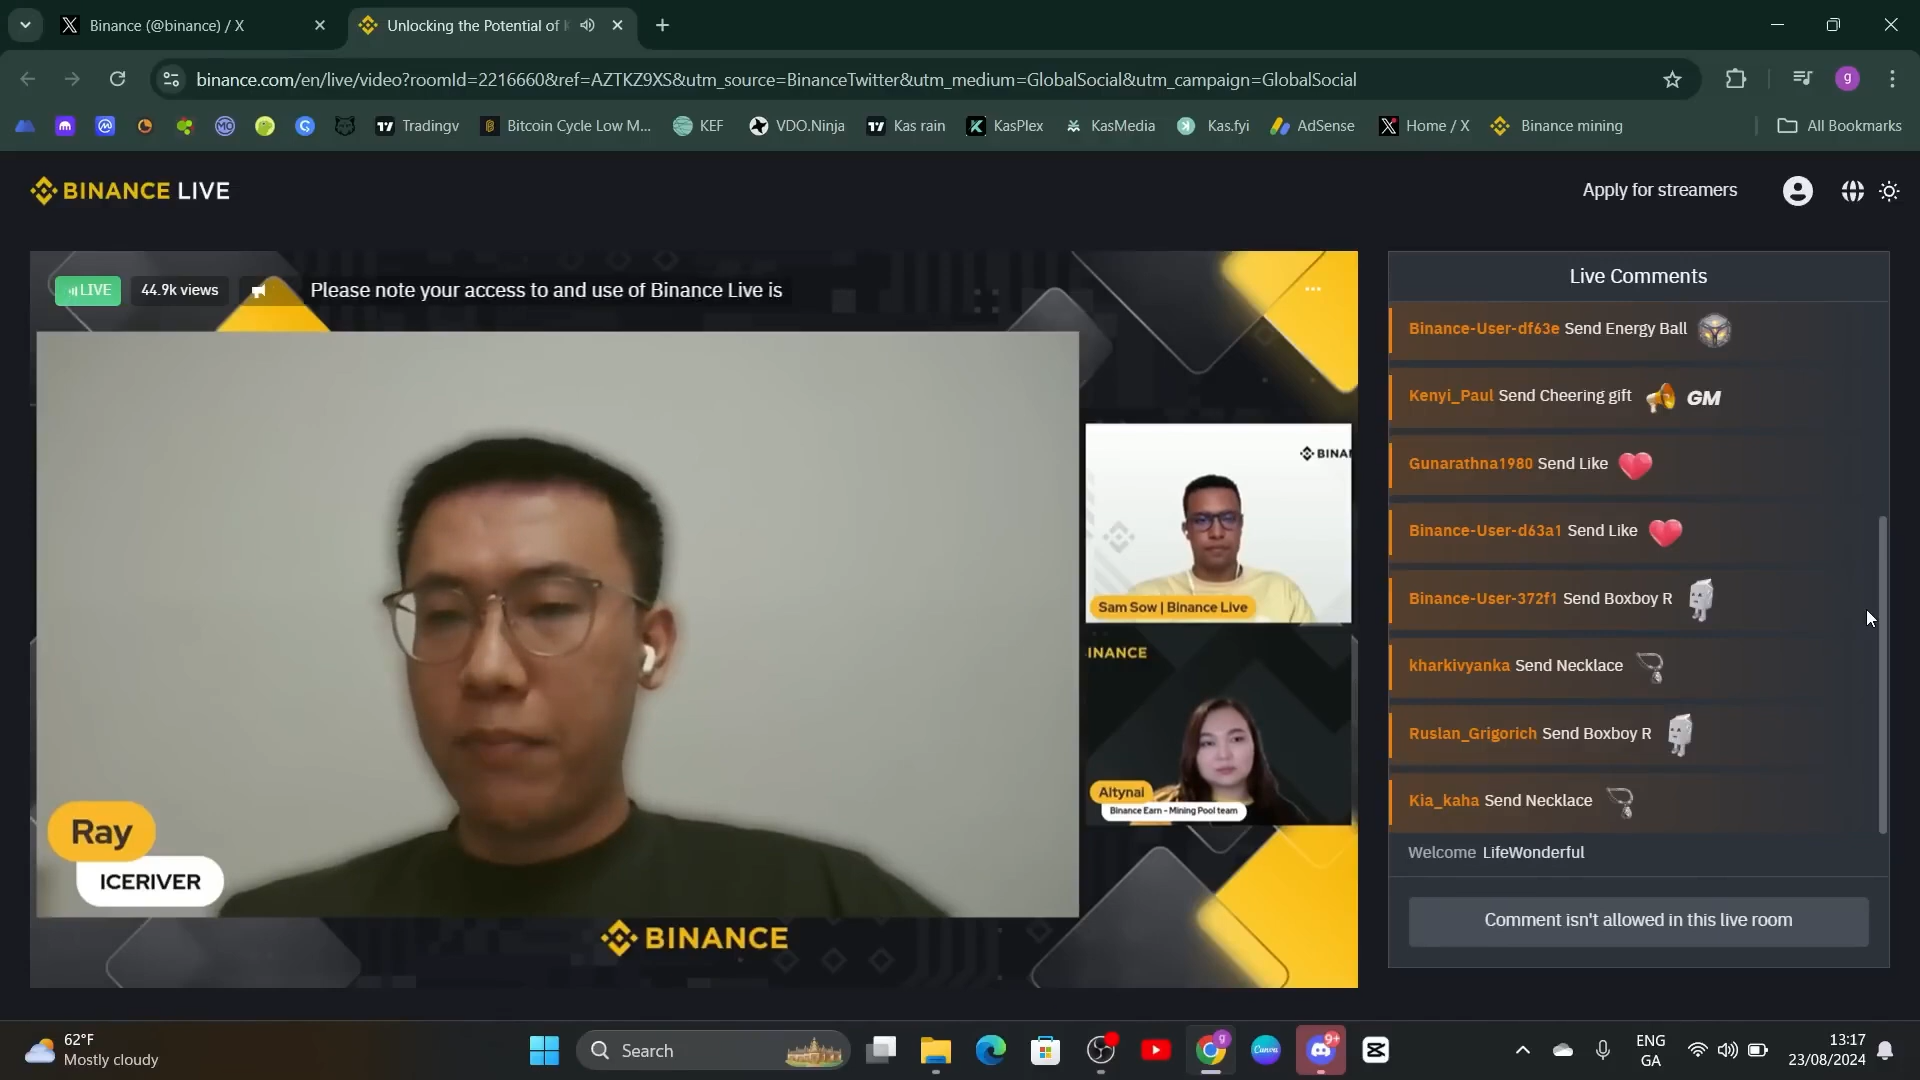 Binance (@binance) / X
Unlocking the Potential of K
binance.com/en/live/video?roomId=2216660&ref=AZTKZ9XS&utm_source=BinanceTwitter&utm_medium=GlobalSocial&utm_campaign=GlobalSocial
g
Tradingv
Bitcoin Cycle Low M...
KEF
VDO.Ninja
Kas rain
KasPlex
KasMedia
Kas.fyi
AdSense
Home / X
Binance mining
All Bookmarks
BINANCE LIVE
Apply for streamers
LIVE
44.9k views
Please note your access to and use of Binance Live is
BINAN
Sam Sow | Binance Live
INANCE
Altynai
Binance Earn - Mining Pool team
Ray
ICERIVER
BINANCE
Live Comments
Binance-User-df63e Send Energy Ball
Kenyi_Paul Send Cheering gift GM
Gunarathna1980 Send Like
Binance-User-d63a1 Send Like
Binance-User-372f1 Send Boxboy R
kharkivyanka Send Necklace
Ruslan_Grigorich Send Boxboy R
Kia_kaha Send Necklace
Welcome LifeWonderful
Comment isn't allowed in this live room
62°F
Mostly cloudy
Search
g
Canva
9+
ENG
GA
13:17
23/08/2024